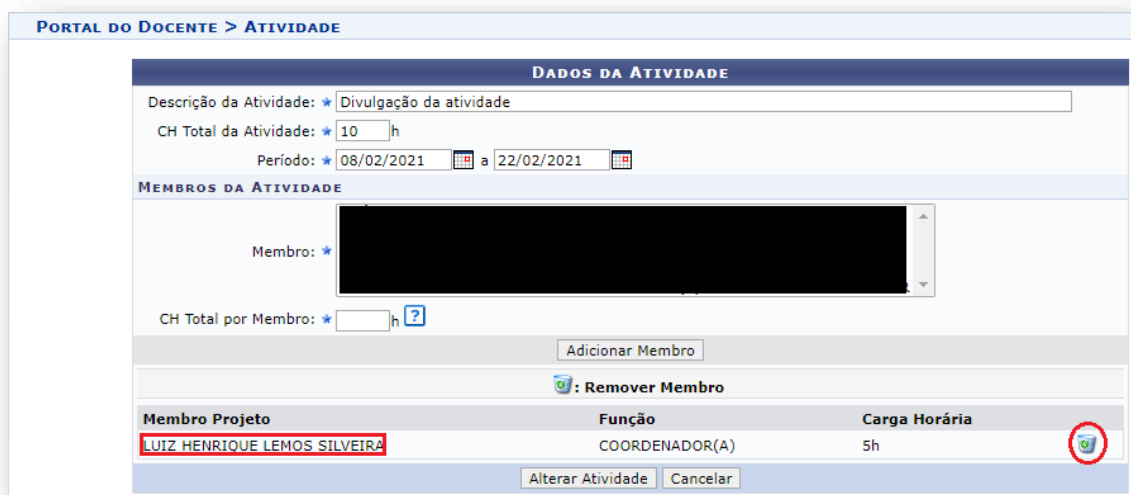 PORTAL DO DOCENTE > ATIVIDADE
DADOS DA ATIVIDADE
Descrição da Atividade: Divulgação da atividade
CH Total da Atividade: 10 h
Período: 08/02/2021 a 22/02/2021
MEMBROS DA ATIVIDADE
Membro:
CH Total por Membro: h ?
Adicionar Membro
: Remover Membro
Membro Projeto Função Carga Horária
LUIZ HENRIQUE LEMOS SILVEIRA COORDENADOR(A) 5h
Alterar Atividade Cancelar